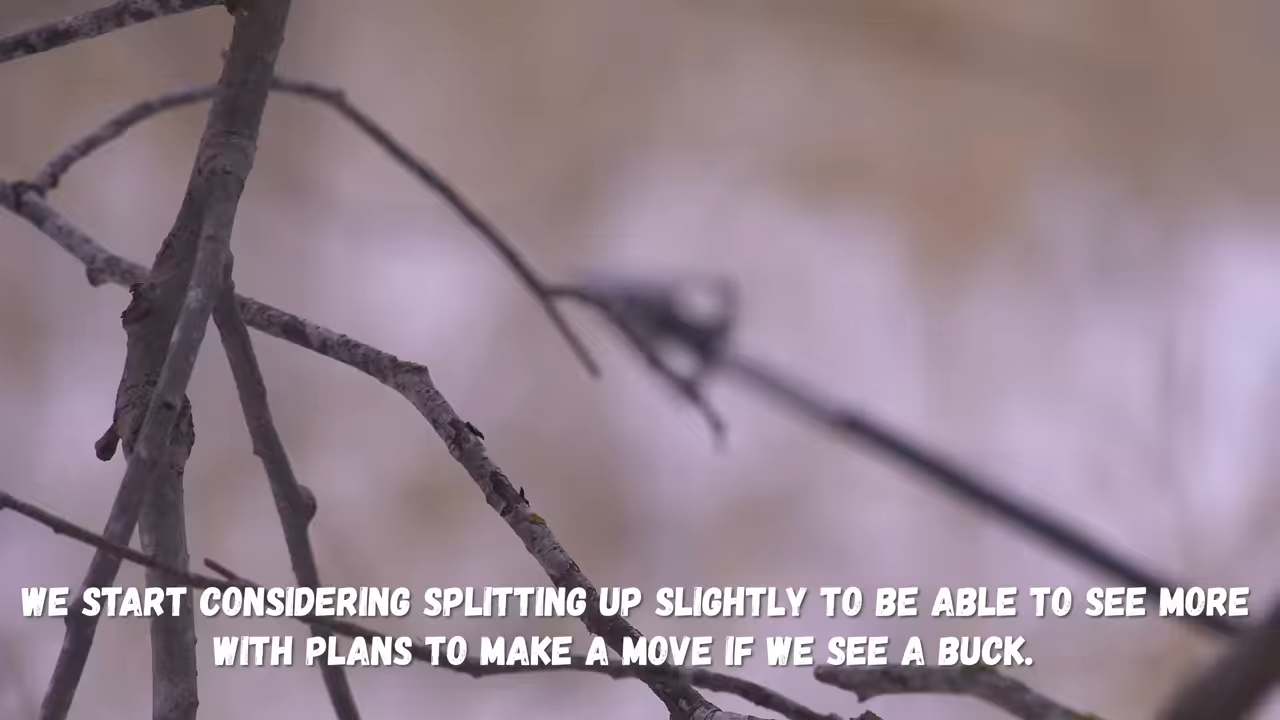 WE START CONSIDERING SPLITTING UP SLIGHTLY TO BE ABLE TO SEE MORE
WITH PLANS TO MAKE A MOVE IF WE SEE A BUCK.